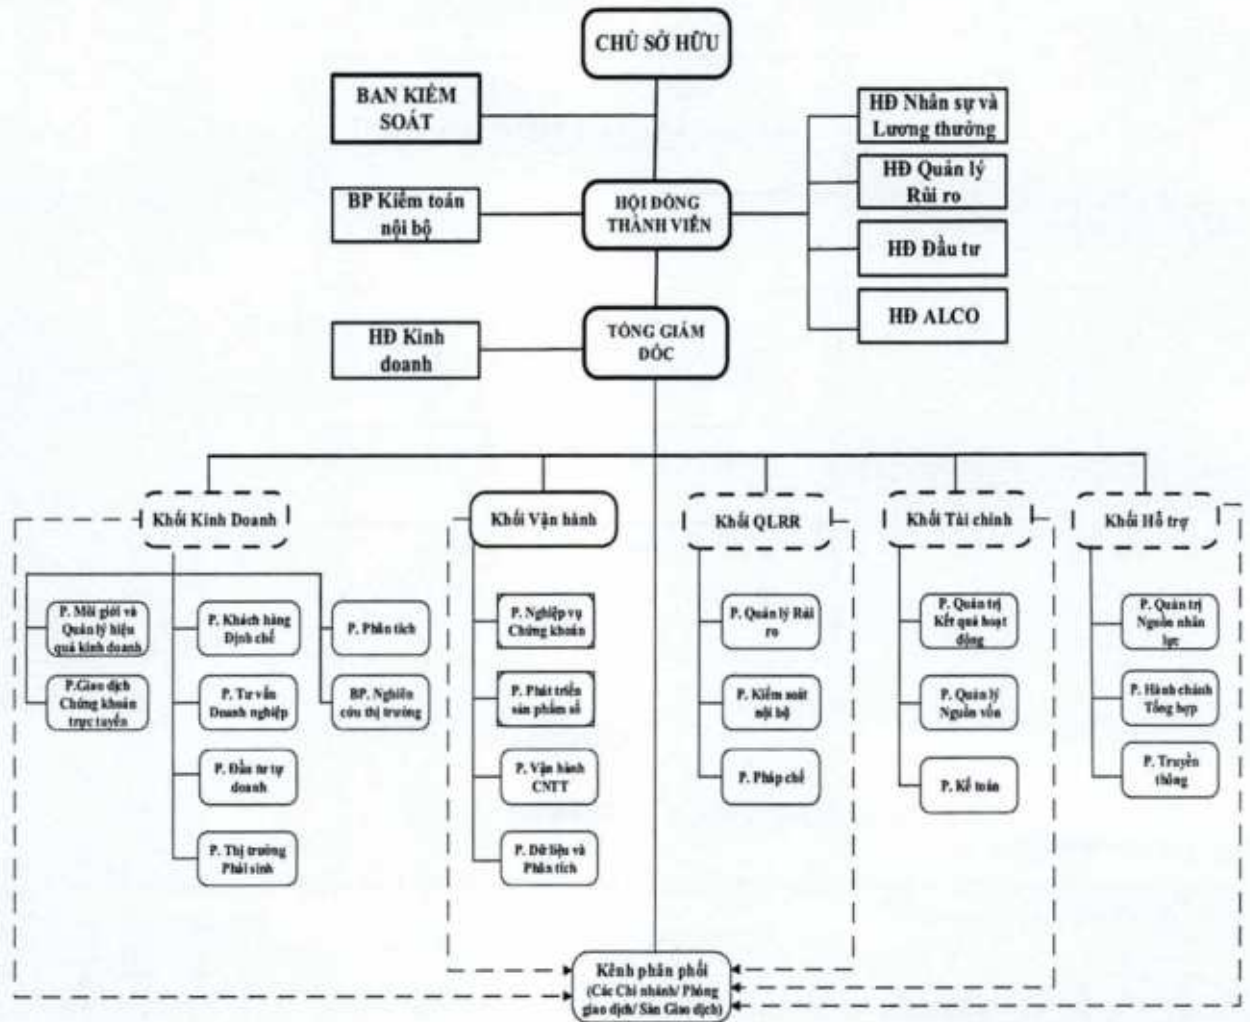 CHỦ SỞ HỮU
BAN KIỂM
SOÁT
HĐ Nhân sự và
Lương thưởng
HĐ Quản lý
Rủi ro
BP Kiểm toán
nội bộ
HỘI ĐỒNG
THÀNH VIÊN
HĐ Đầu tư
HĐ ALCO
HĐ Kinh
doanh
TỔNG GIÁM
ĐỐC
Khối Kinh Doanh
Khối Vận hành
Khối QLRR
Khối Tài chính
Khối Hỗ trợ
P. Môi giới và
Quản lý hiệu
quả kinh doanh
P.Giao dịch
Chứng khoán
trực tuyến
P. Khách hàng
Định chế
P. Tư vấn
Doanh nghiệp
P. Đầu tư tự
doanh
P. Thị trường
Phái sinh
P. Phân tích
BP. Nghiên
cứu thị trường
P. Nghiệp vụ
Chứng khoán
P. Phát triển
sản phẩm số
P. Vận hành
CNTT
P. Dữ liệu và
Phân tích
P. Quản lý Rủi
ro
P. Kiểm soát
nội bộ
P. Pháp chế
P. Quản trị
Kết quả hoạt
động
P. Quản lý
Nguồn vốn
P. Kế toán
P. Quản trị
Nguồn nhân
lực
P. Hành chánh
Tổng hợp
P. Truyền
thông
Kênh phân phối
(Các Chi nhánh/ Phòng
giao dịch/ Sàn Giao dịch)